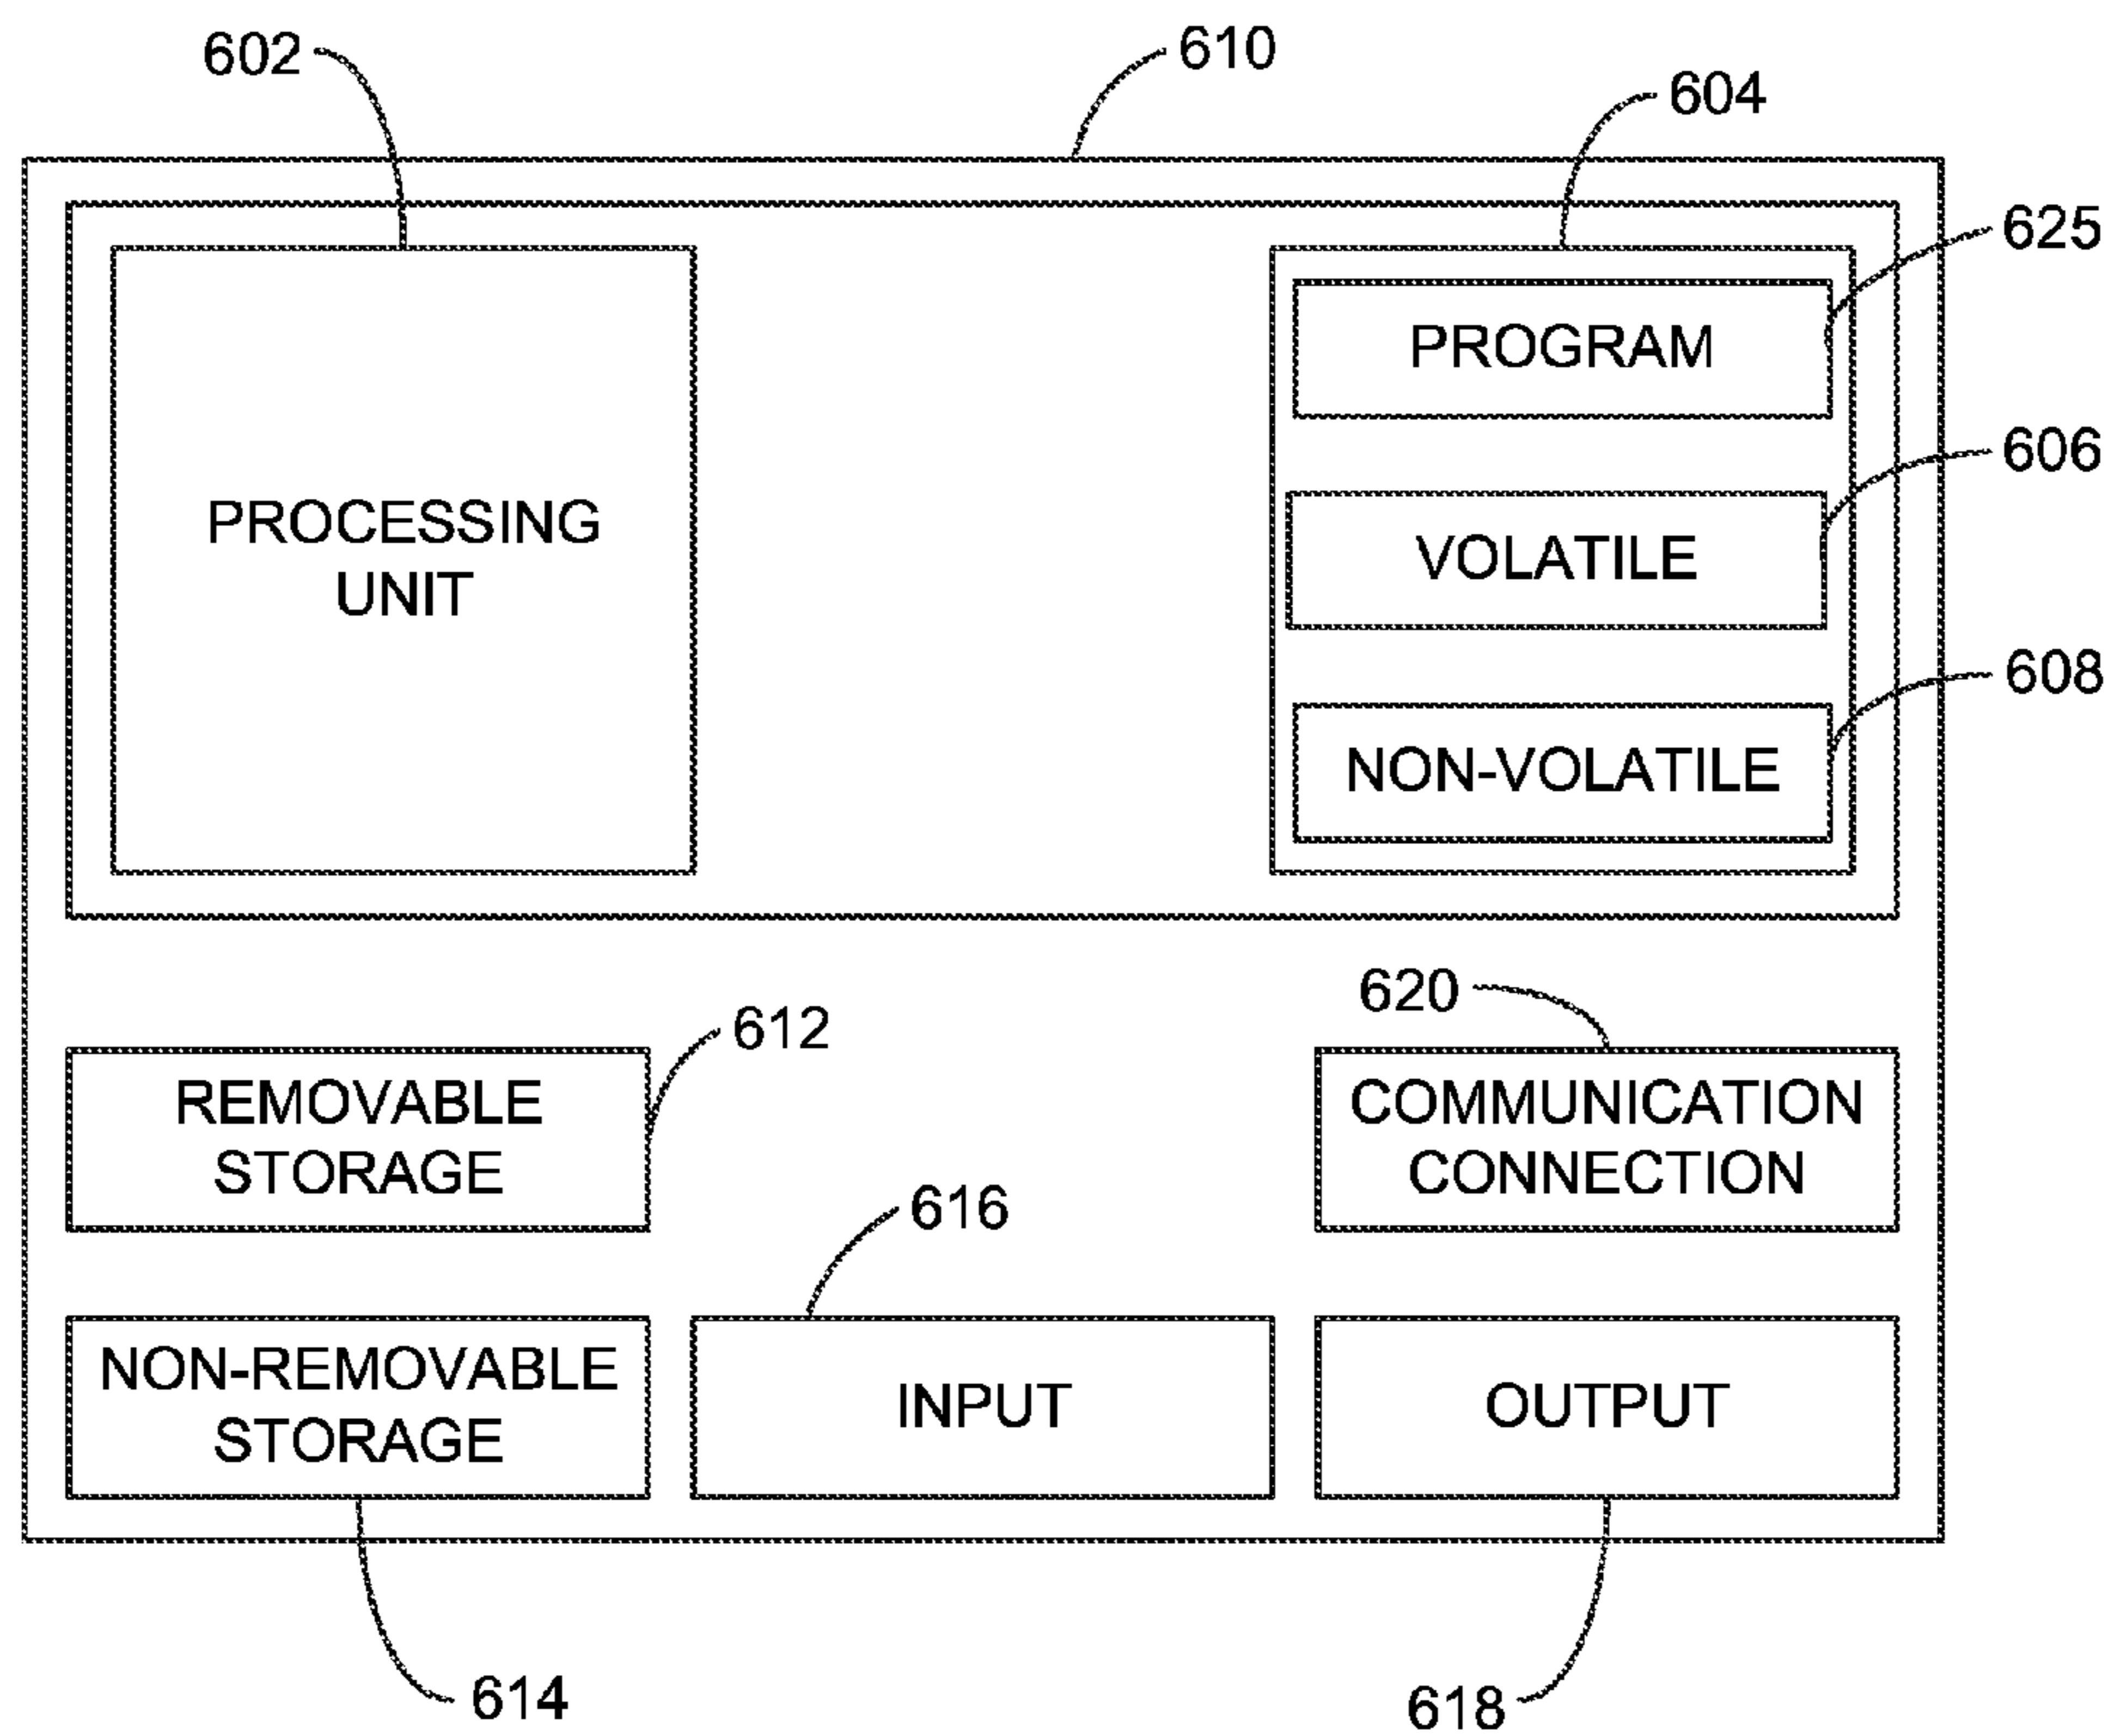 602
610
604
625
PROGRAM
606
PROCESSING
UNIT
VOLATILE
608
NON-VOLATILE
620
612
REMOVABLE
STORAGE
COMMUNICATION
CONNECTION
616
NON-REMOVABLE
STORAGE
INPUT
OUTPUT
614
618